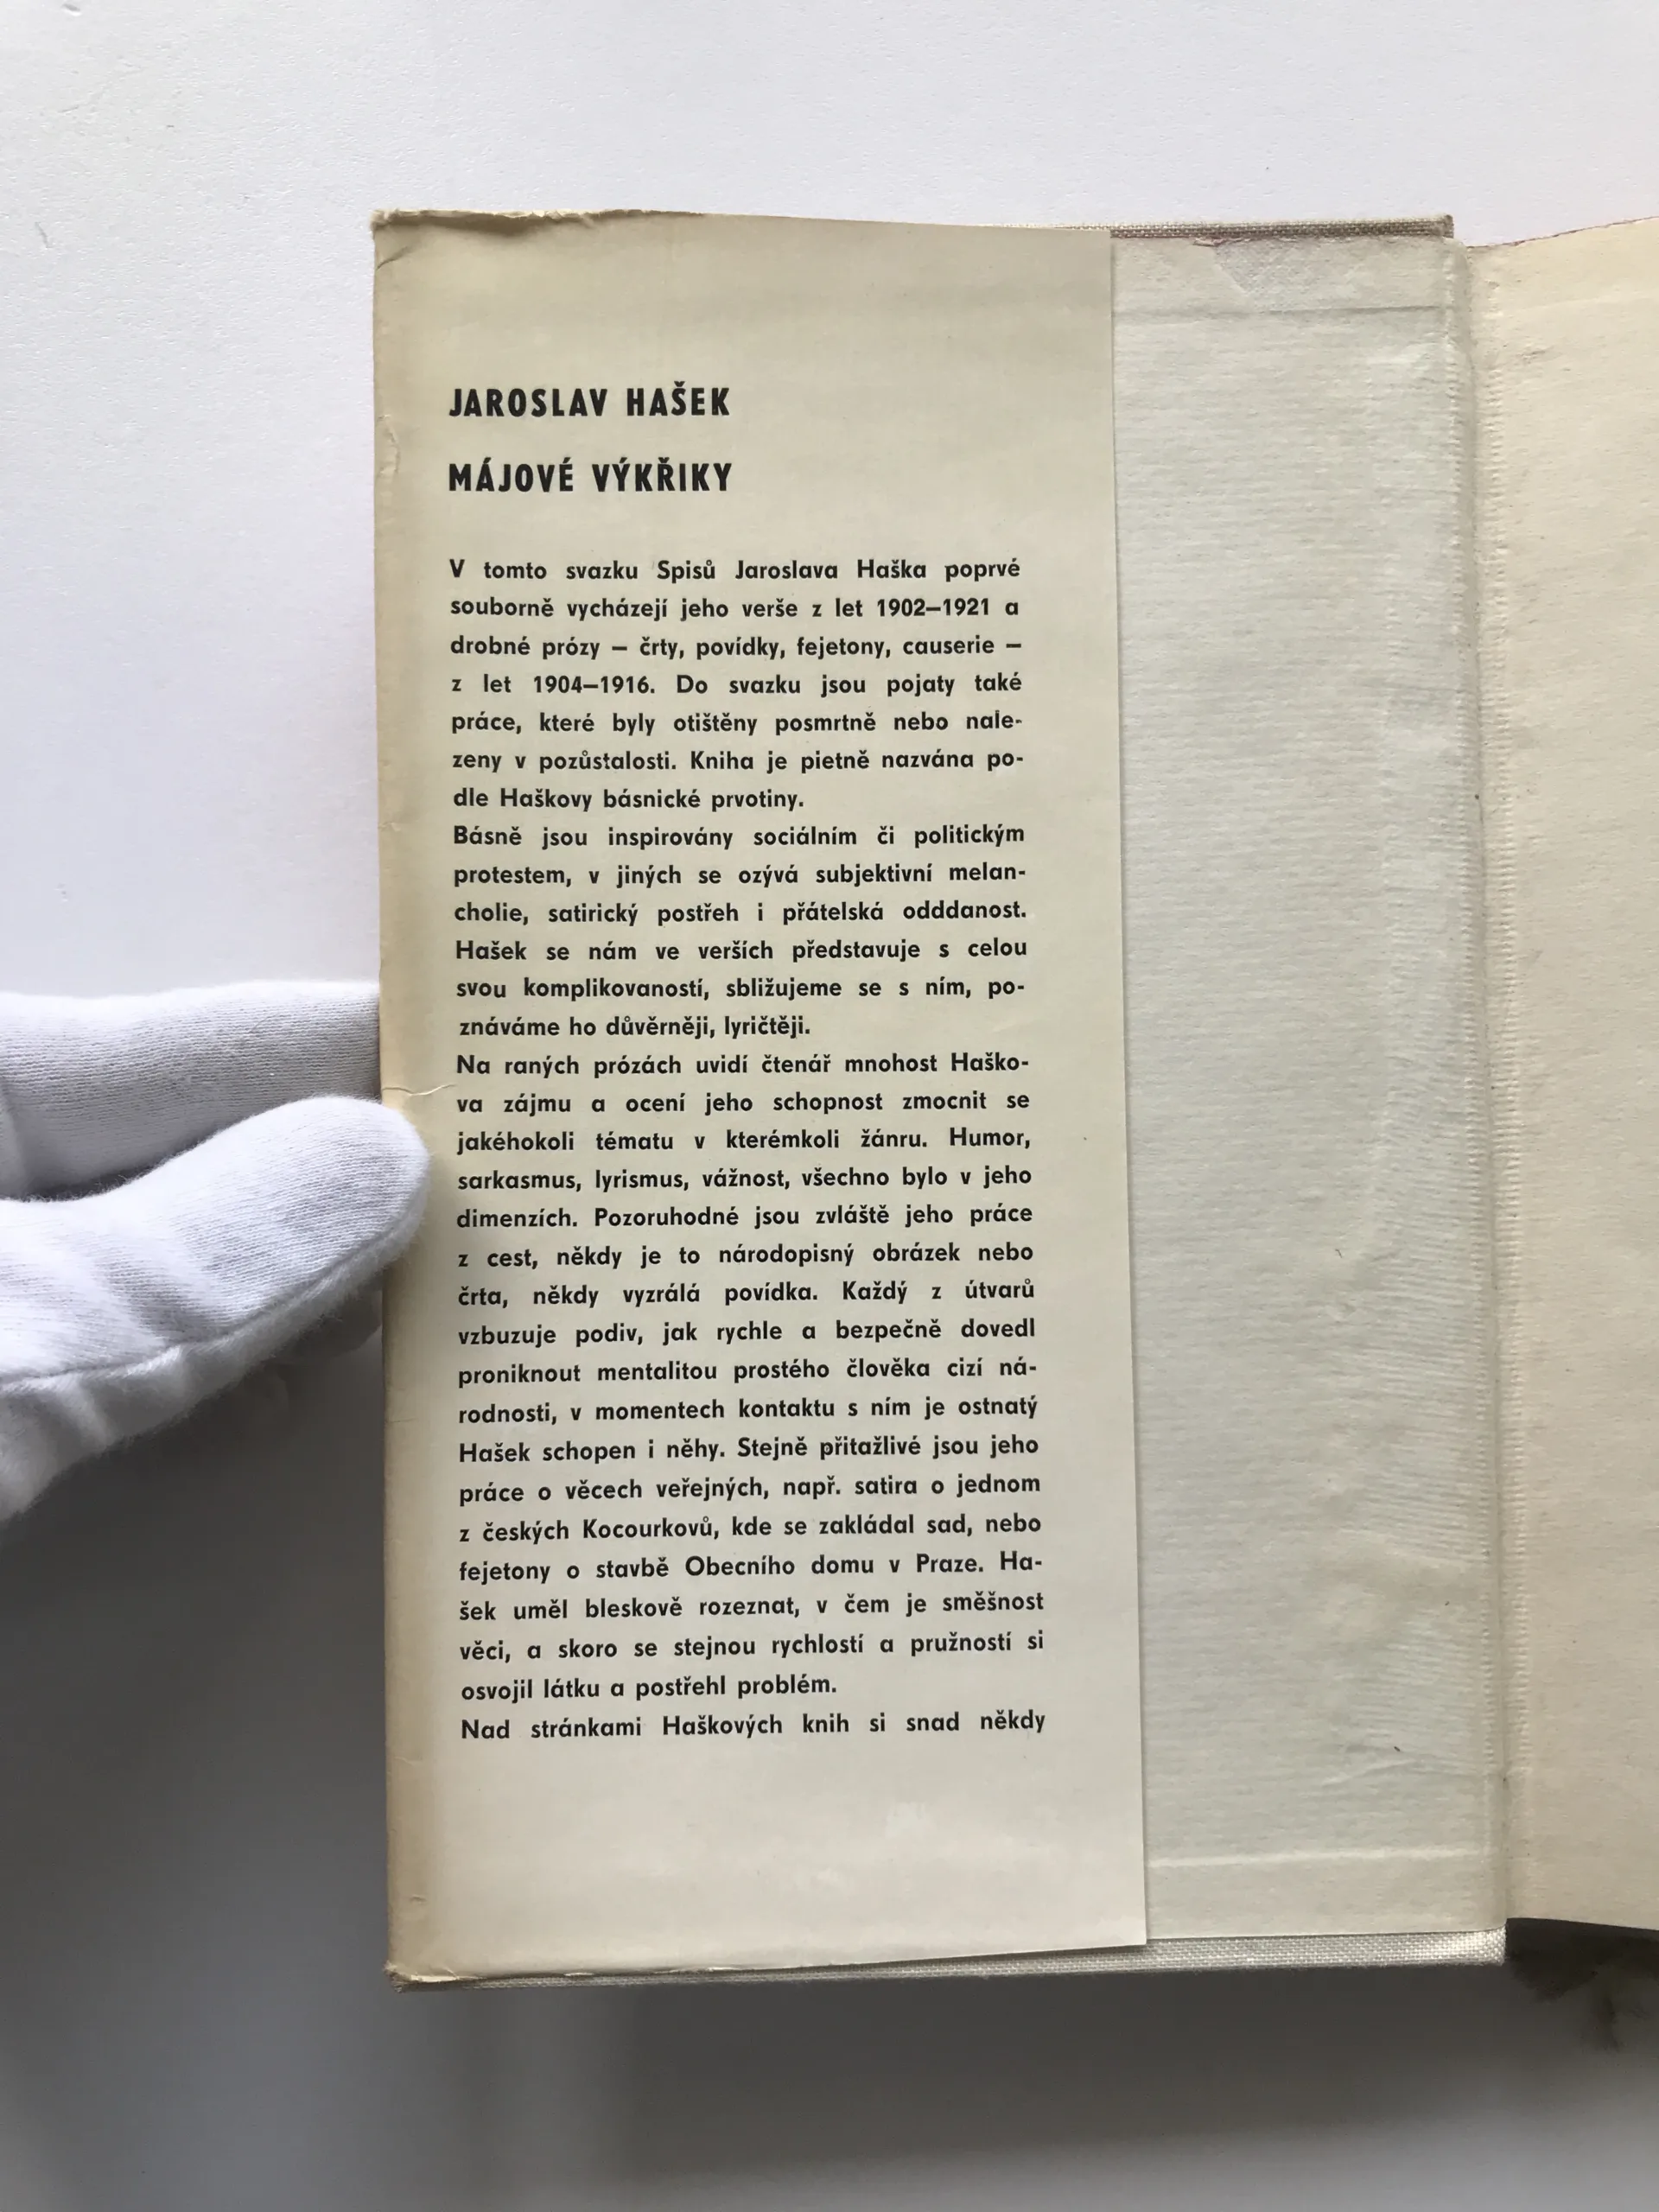 JAROSLAV HAŠEK
MÁJOVÉ VÝKŘIKY
V tomto svazku Spisů Jaroslava Haška poprvé
souborně vycházejí jeho verše z let 1902–1921 a
drobné prózy – črty, povídky, fejetony, causerie –
z let 1904–1916. Do svazku jsou pojaty také
práce, které byly otištěny posmrtně nebo nale-
zeny v pozůstalosti. Kniha je pietně nazvána po-
dle Haškovy básnické prvotiny.
Básně jsou inspirovány sociálním či politickým
protestem, v jiných se ozývá subjektivní melan-
cholie, satirický postřeh i přátelská odddanost.
Hašek se nám ve verších představuje s celou
svou komplikovaností, sbližujeme se s ním, po-
znáváme ho důvěrněji, lyričtěji.
Na raných prózách uvidí čtenář mnohost Haško-
va zájmu a ocení jeho schopnost zmocnit se
jakéhokoli tématu v kterémkoli žánru. Humor,
sarkasmus, lyrismus, vážnost, všechno bylo v jeho
dimenzích. Pozoruhodné jsou zvláště jeho práce
z cest, někdy je to národopisný obrázek nebo
črta, někdy vyzrálá povídka. Každý z útvarů
vzbuzuje podiv, jak rychle a bezpečně dovedl
proniknout mentalitou prostého člověka cizí ná-
rodnosti, v momentech kontaktu s ním je ostnatý
Hašek schopen i něhy. Stejně přitažlivé jsou jeho
práce o věcech veřejných, např. satira o jednom
z českých Kocourkovů, kde se zakládal sad, nebo
fejetony o stavbě Obecního domu v Praze. Ha-
šek uměl bleskově rozeznat, v čem je směšnost
věci, a skoro se stejnou rychlostí a pružností si
osvojil látku a postřehl problém.
Nad stránkami Haškových knih si snad někdy